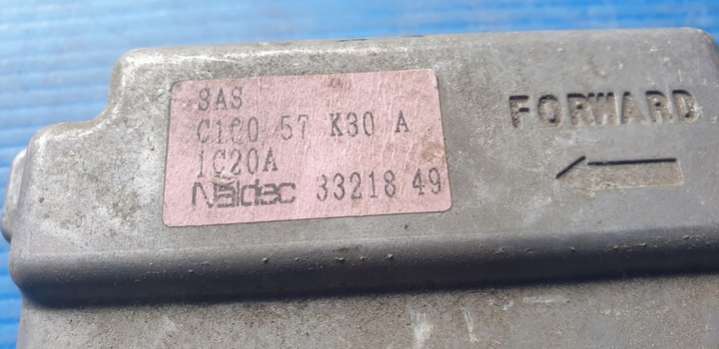 SAS
C100 57 K30 A
1C20A
Naldec 33218 49
FORWARD